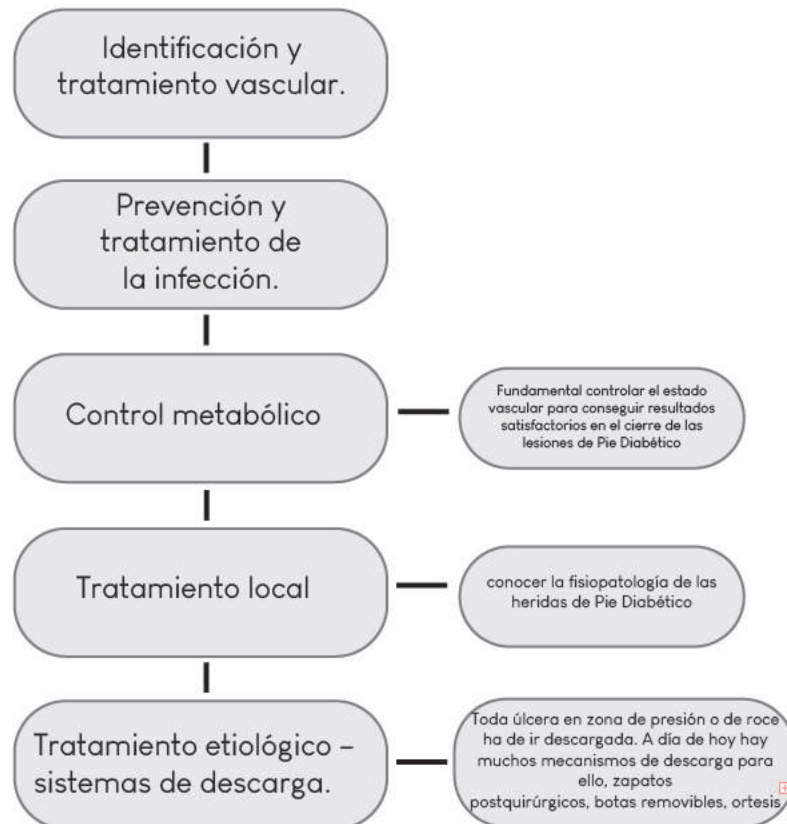 Identificación y
tratamiento vascular.
Prevención y
tratamiento de
la infección.
Control metabólico
Fundamental controlar el estado
vascular para conseguir resultados
satisfactorios en el cierre de las
lesiones de Pie Diabético
Tratamiento local
conocer la fisiopatología de las
heridas de Pie Diabético
Tratamiento etiológico –
sistemas de descarga.
Toda úlcera en zona de presión o de roce
ha de ir descargada. A día de hoy hay
muchos mecanismos de descarga para
ello, zapatos
postquirúrgicos, botas removibles, ortesis